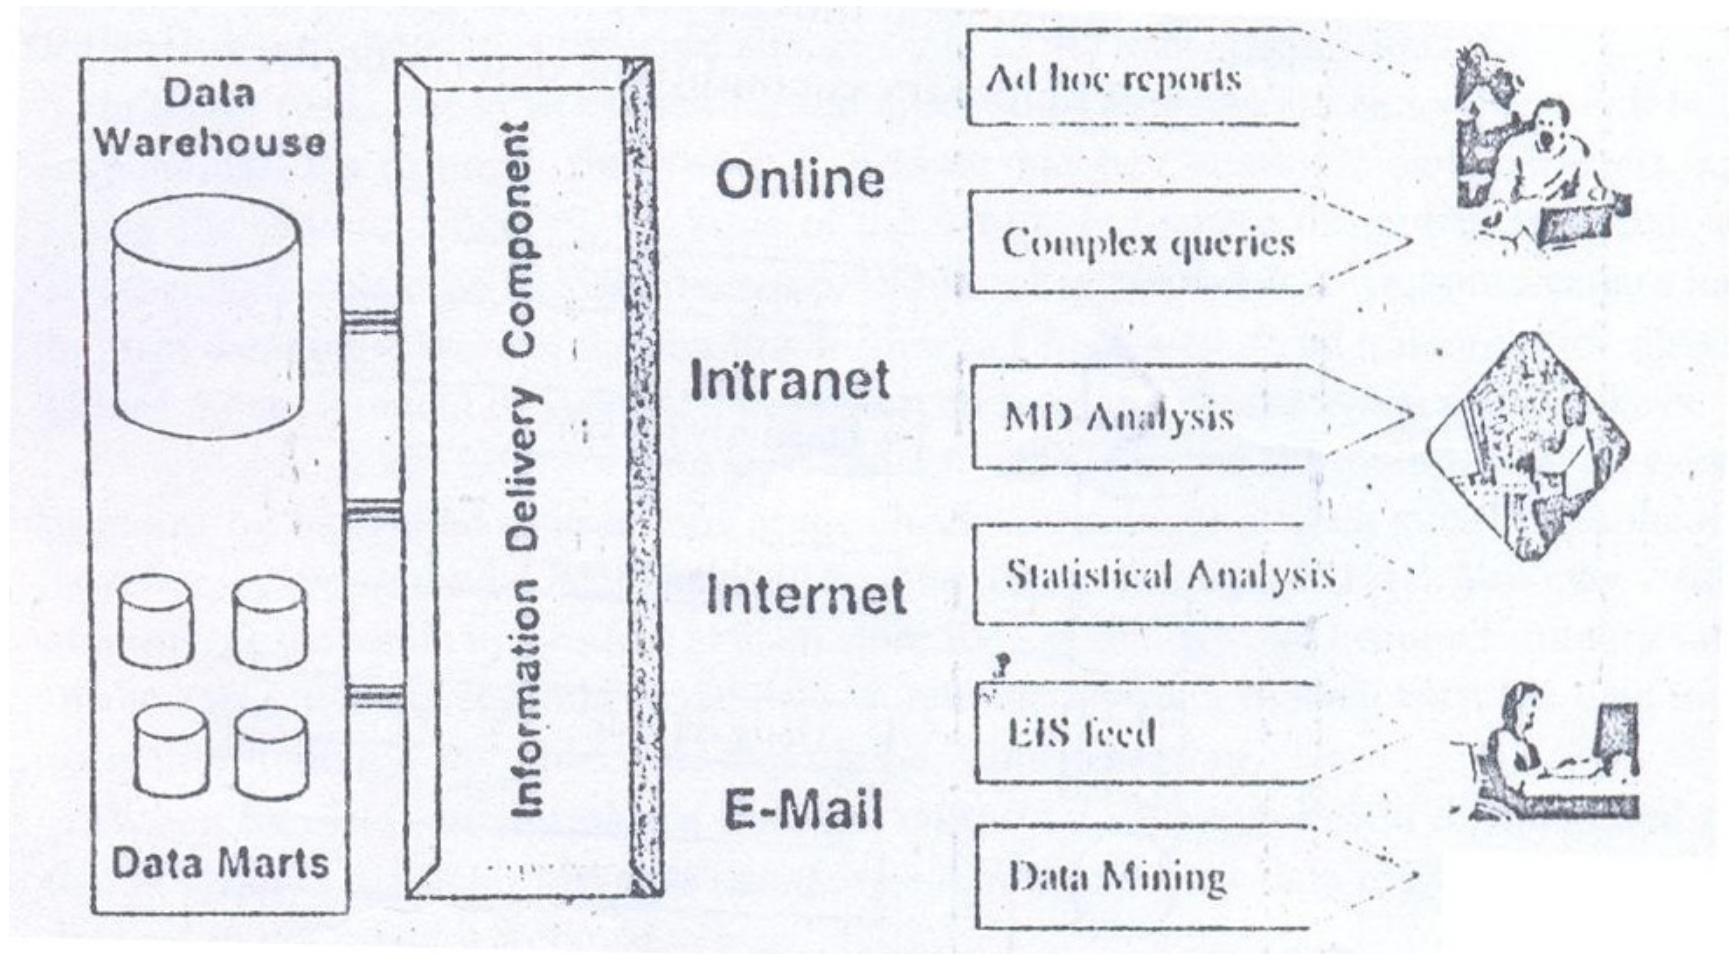 Data
Warehouse
Data Marts
Information Delivery Component
Online
Intranet
Internet
E-Mail
Ad hoc reports
Complex queries
MD Analysis
Statistical Analysis
EIS feed
Data Mining